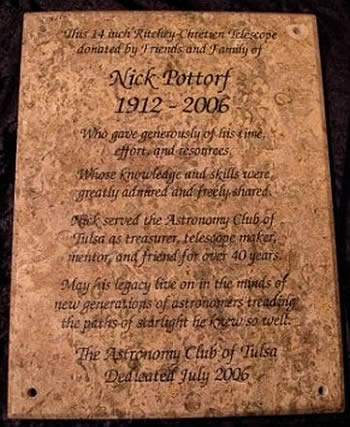 This 14 inch Ritchey-Chretien Telescope
donated by Friends and Family of
Nick Pottorf
1912 - 2006
Who gave generously of his time,
effort, and resources.
Whose knowledge and skills were
greatly admired and freely shared.
Nick served the Astronomy Club of
Tulsa as treasurer, telescope maker,
mentor, and friend for over 40 years.
May his legacy live on in the minds of
new generations of astronomers treading
the paths of starlight he knew so well.
The Astronomy Club of Tulsa
Dedicated July 2006